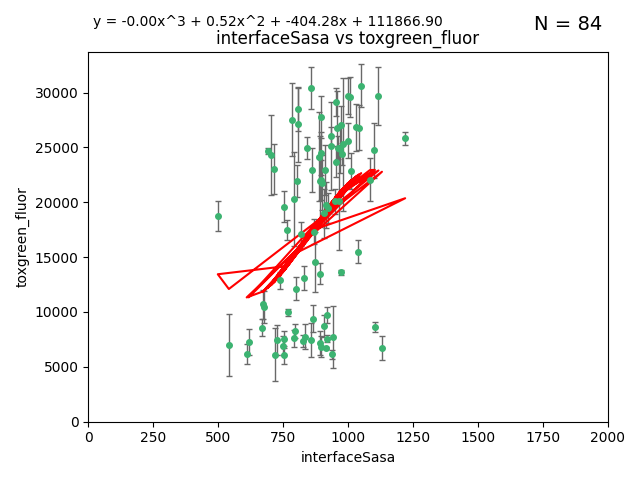 y = -0.00x^3 + 0.52x^2 + -404.28x + 111866.90
N = 84
interfaceSasa vs toxgreen_fluor
toxgreen_fluor
30000
25000
20000
15000
10000
5000
0
0 250 500 750 1000 1250 1500 1750 2000
interfaceSasa